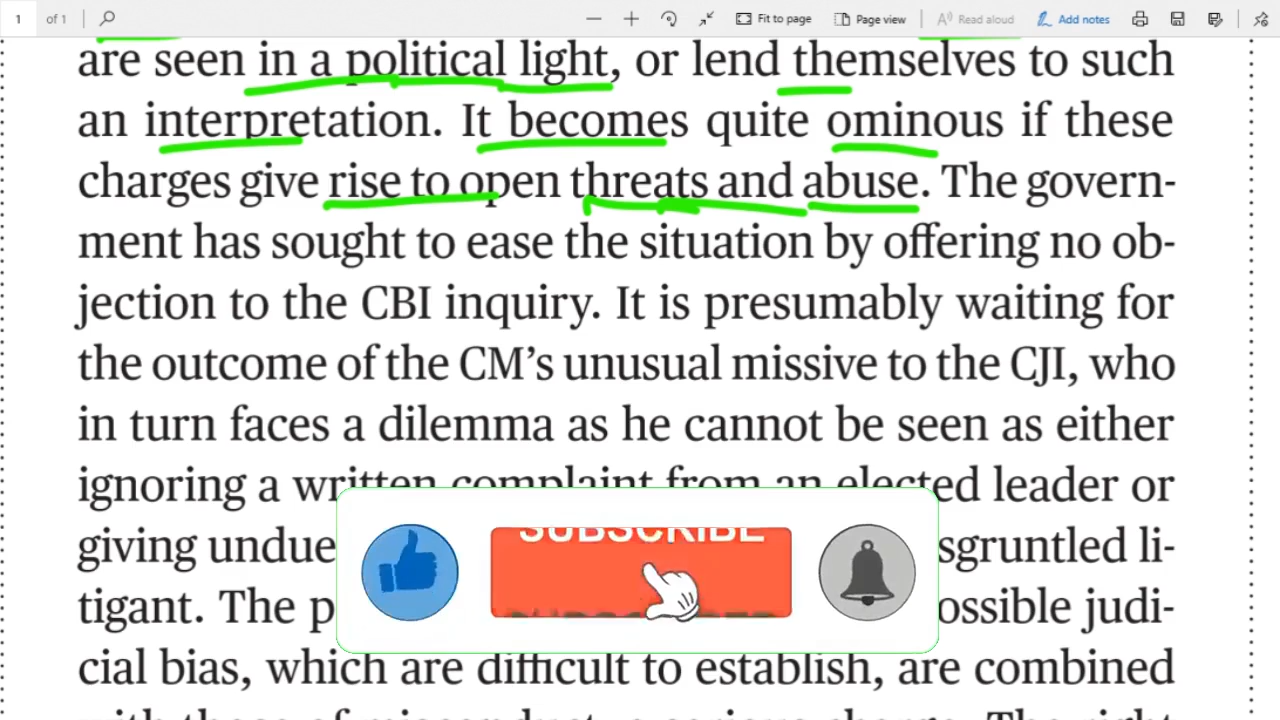 1 of 1 Fit to page Page view Read aloud Add notes
are seen in a political light, or lend themselves to such
an interpretation. It becomes quite ominous if these
charges give rise to open threats and abuse. The govern-
ment has sought to ease the situation by offering no ob-
jection to the CBI inquiry. It is presumably waiting for
the outcome of the CM’s unusual missive to the CJI, who
in turn faces a dilemma as he cannot be seen as either
ignoring a written complaint from an elected leader or
giving undue sgruntled li-
SUBSCRIBE
tigant. The p ossible judi-
cial bias, which are difficult to establish, are combined